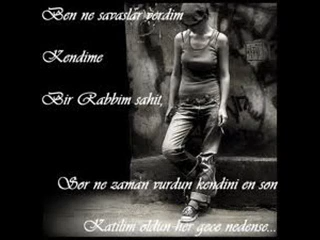 Ben ne savaslar verdim
Kendime
Bir Rabbim sahit,
Sor ne zaman vurdun kendini en son
Katilim oldun her gece nedense...